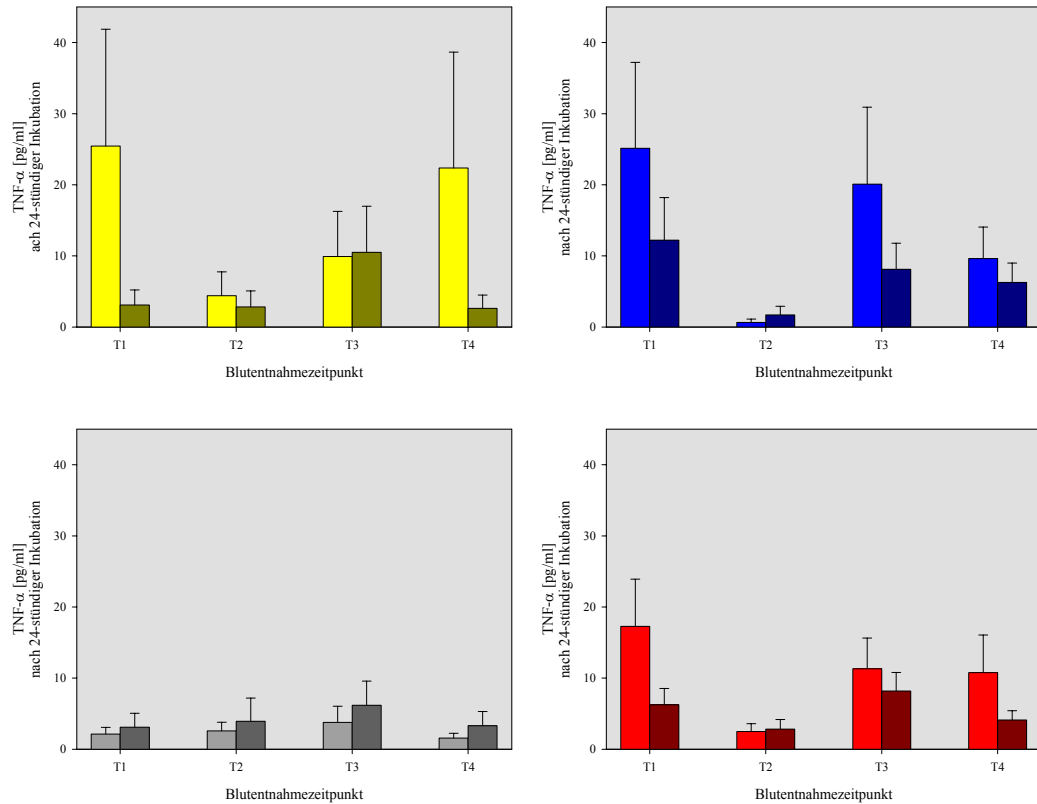 TNF-α [pg/ml]
ach 24-stündiger Inkubation
40
30
20
10
0
T1 T2 T3 T4
Blutentnahmezeitpunkt
TNF-α [pg/ml]
nach 24-stündiger Inkubation
40
30
20
10
0
T1 T2 T3 T4
Blutentnahmezeitpunkt
TNF-α [pg/ml]
nach 24-stündiger Inkubation
40
30
20
10
0
T1 T2 T3 T4
Blutentnahmezeitpunkt
TNF-α [pg/ml]
nach 24-stündiger Inkubation
40
30
20
10
0
T1 T2 T3 T4
Blutentnahmezeitpunkt